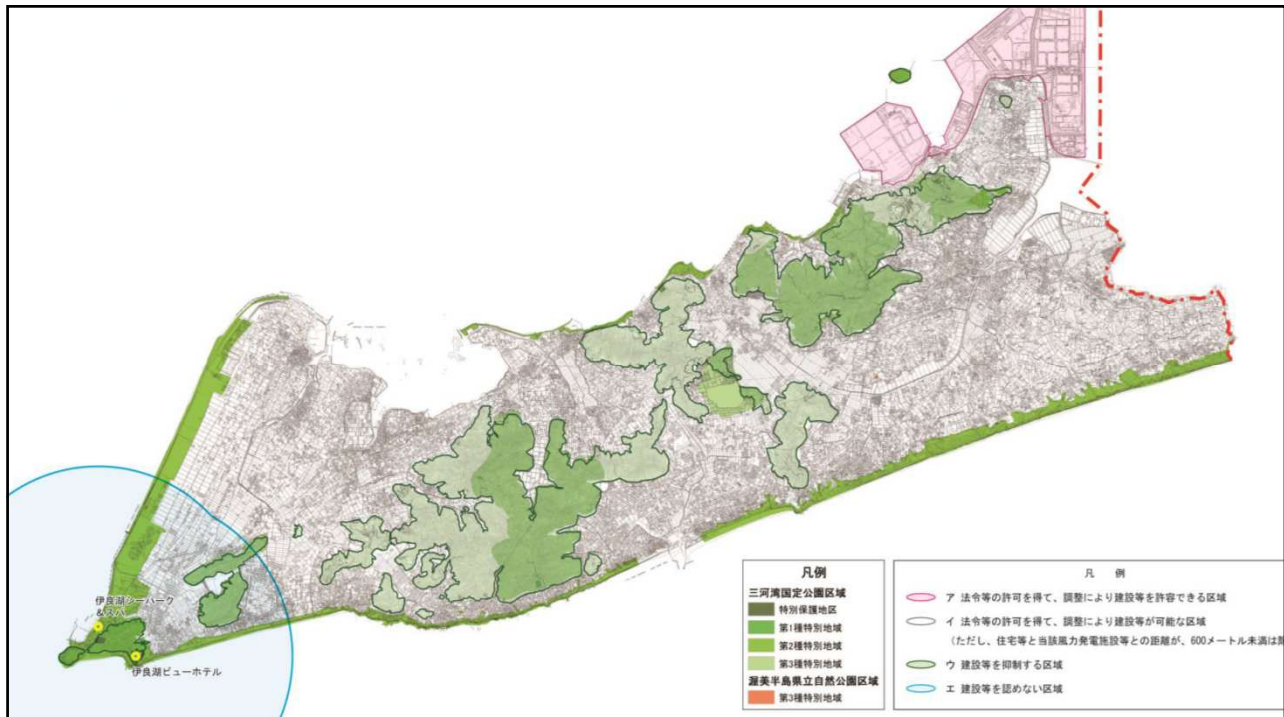 伊良湖シーパーク
&スパ
伊良湖ビューホテル
凡例
三河湾国定公園区域
特別保護地区
第1種特別地域
第2種特別地域
第3種特別地域
渥美半島県立自然公園区域
第3種特別地域
凡 例
ア 法令等の許可を得て、調整により建設等を許容できる区域
イ 法令等の許可を得て、調整により建設等が可能な区域
(ただし、住宅等と当該風力発電施設等との距離が、600メートル未満は
ウ 建設等を抑制する区域
エ 建設等を認めない区域